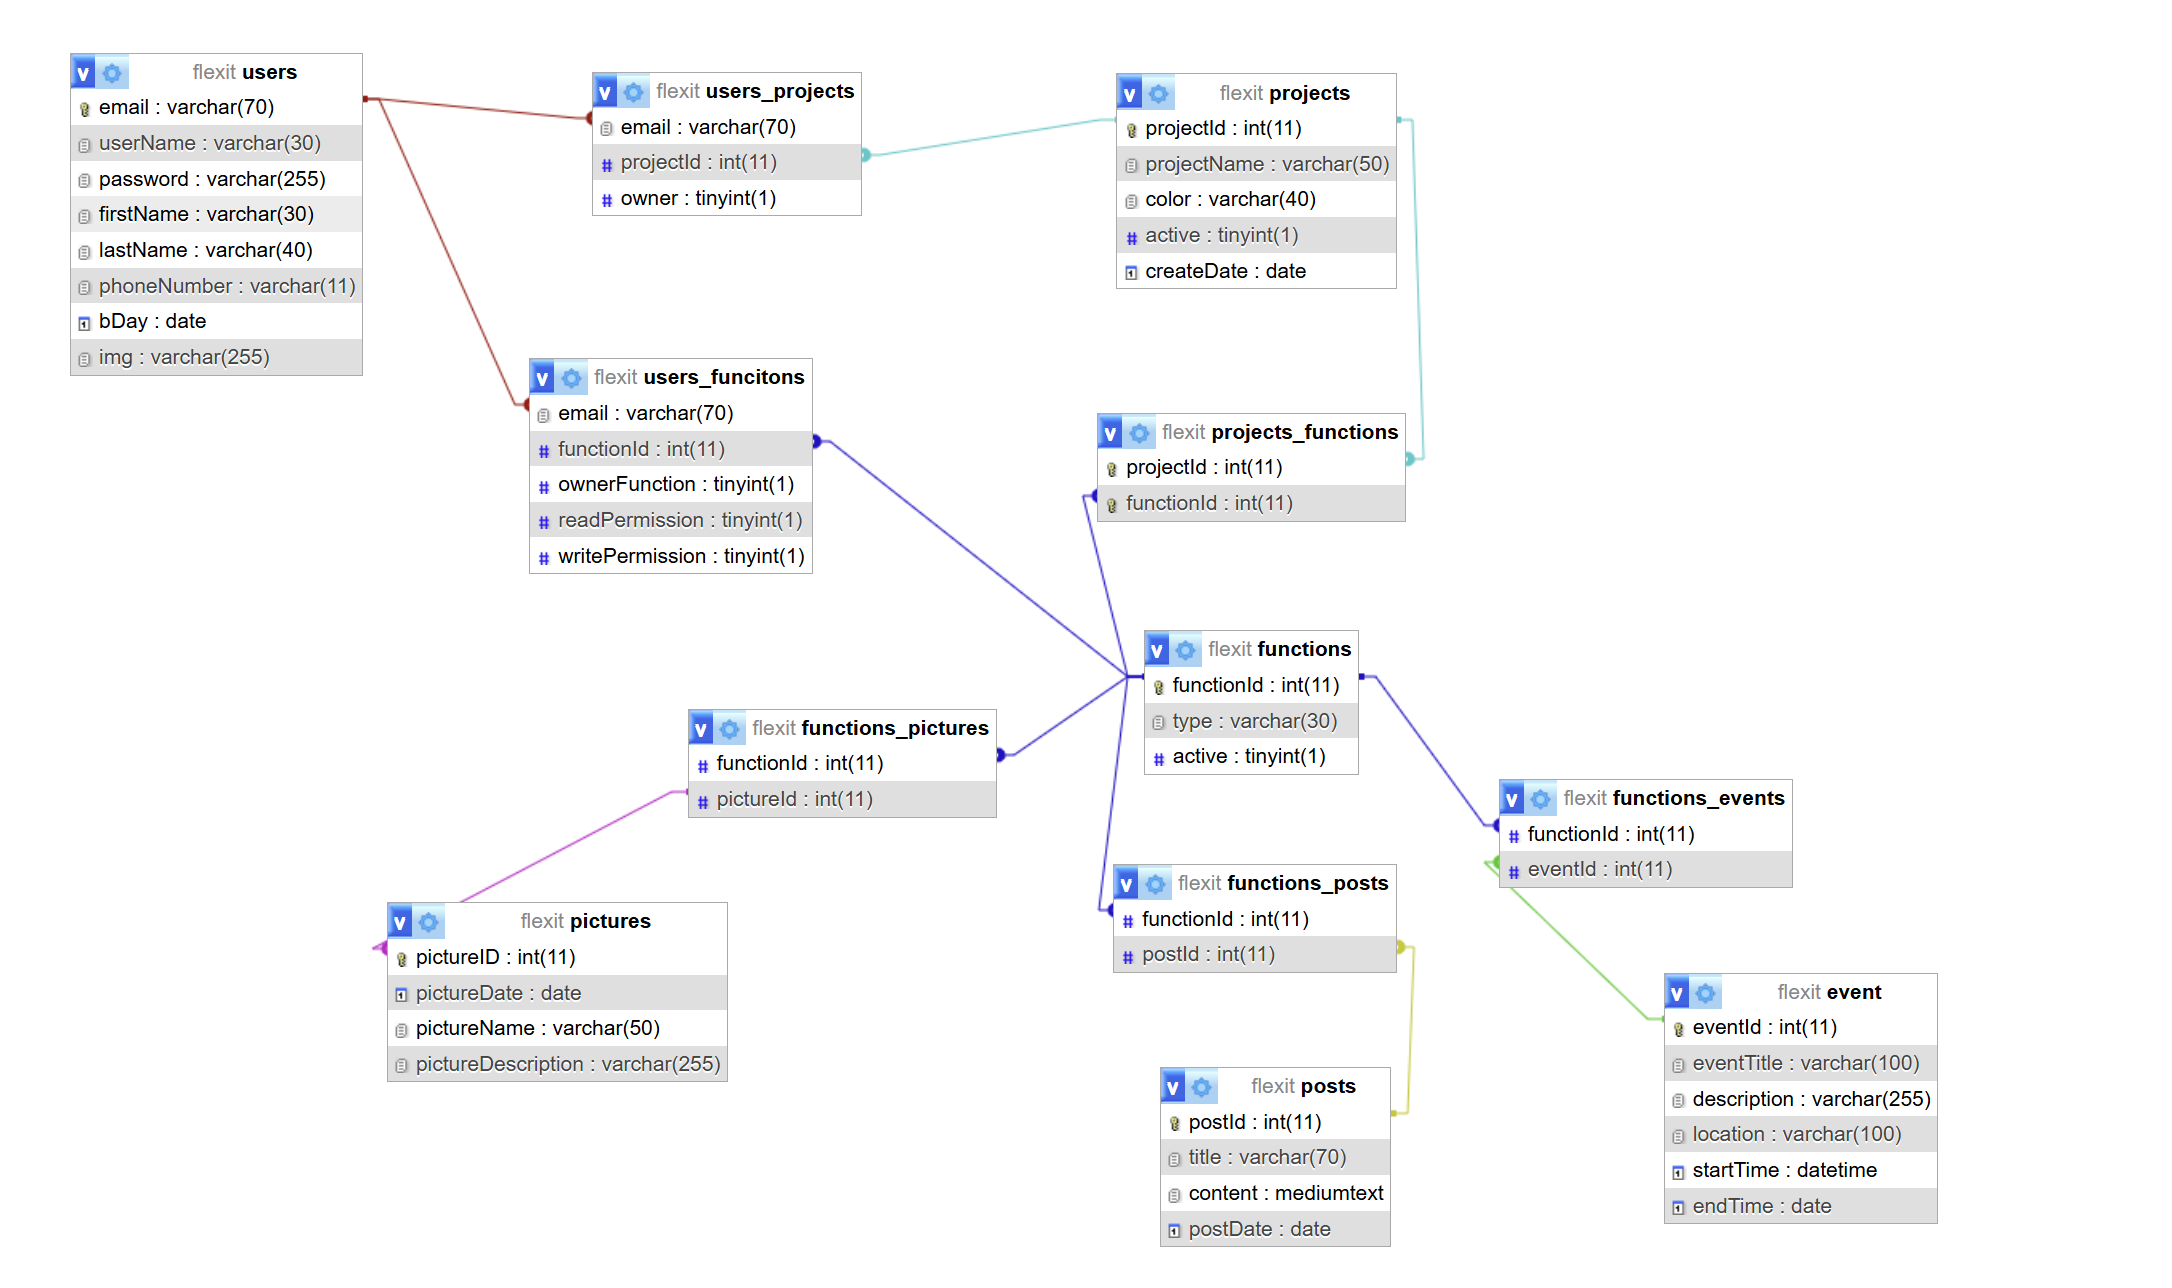 v flexit users
email : varchar(70)
userName : varchar(30)
password : varchar(255)
firstName : varchar(30)
lastName : varchar(40)
phoneNumber : varchar(11)
bDay : date
img : varchar(255)
v flexit users_projects
email : varchar(70)
# projectId : int(11)
# owner : tinyint(1)
v flexit projects
projectId : int(11)
projectName : varchar(50)
color : varchar(40)
# active : tinyint(1)
createDate : date
v flexit users_funcitons
email : varchar(70)
# functionId : int(11)
# ownerFunction : tinyint(1)
# readPermission : tinyint(1)
# writePermission : tinyint(1)
v flexit projects_functions
projectId : int(11)
functionId : int(11)
v flexit functions
functionId : int(11)
type : varchar(30)
# active : tinyint(1)
v flexit functions_pictures
# functionId : int(11)
# pictureId : int(11)
v flexit functions_events
# functionId : int(11)
# eventId : int(11)
v flexit functions_posts
# functionId : int(11)
# postId : int(11)
v flexit pictures
pictureID : int(11)
pictureDate : date
pictureName : varchar(50)
pictureDescription : varchar(255)
v flexit event
eventId : int(11)
eventTitle : varchar(100)
description : varchar(255)
location : varchar(100)
startTime : datetime
endTime : date
v flexit posts
postId : int(11)
title : varchar(70)
content : mediumtext
postDate : date